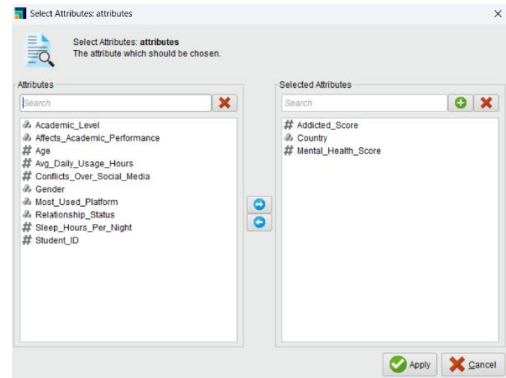 Select Attributes: attributes
Select Attributes: attributes
The attribute which should be chosen.
Attributes
Search
Academic_Level
Affects_Academic_Performance
# Age
# Avg_Daily_Usage_Hours
# Conflicts_Over_Social_Media
Gender
Most_Used_Platform
Relationship_Status
# Sleep_Hours_Per_Night
# Student_ID
Selected Attributes
Search
# Addicted_Score
Country
# Mental_Health_Score
Apply
Cancel